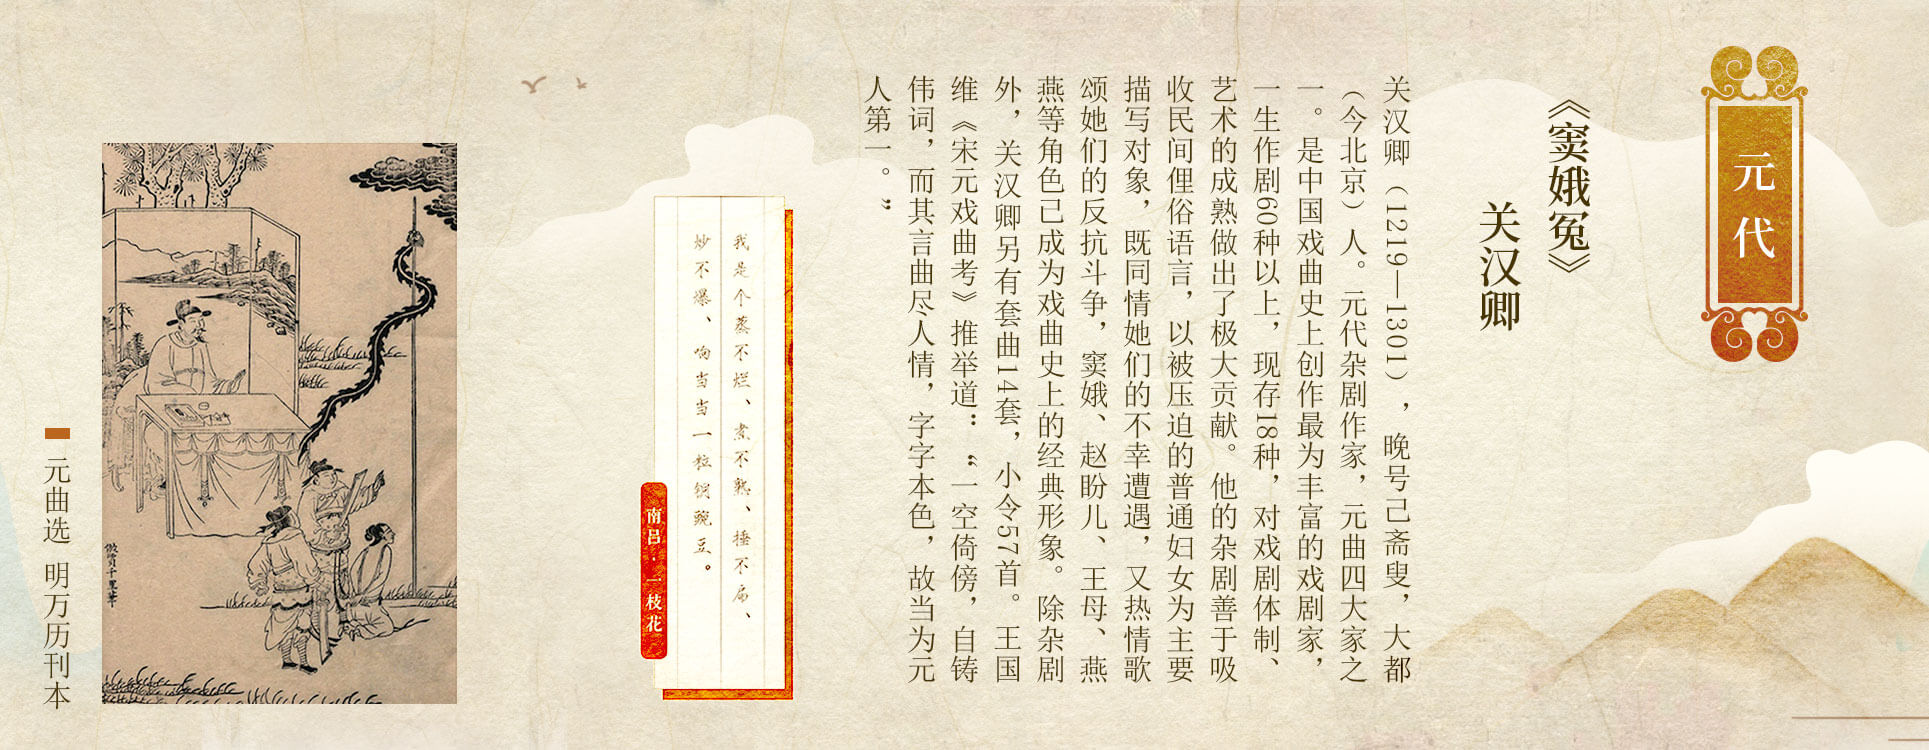 元代
《窦娥冤》
关汉卿
关汉卿（1219—1301），晚号己斋叟，大都
（今北京）人。元代杂剧作家，元曲四大家之
一。是中国戏曲史上创作最为丰富的戏剧家，
一生作剧60种以上，现存18种，对戏剧体制、
艺术的成熟做出了极大贡献。他的杂剧善于吸
收民间俚俗语言，以被压迫的普通妇女为主要
描写对象，既同情她们的不幸遭遇，又热情歌
颂她们的反抗斗争，窦娥、赵盼儿、王母、燕
燕等角色己成为戏曲史上的经典形象。除杂剧
外，关汉卿另有套曲14套，小令57首。王国
维《宋元戏曲考》推举道：“一空倚傍，自铸
伟词，而其言曲尽人情，字字本色，故当为元
人第一。”
我是个蒸不烂、煮不熟、捶不扁、
炒不爆、响当当一粒铜豌豆。
南吕·一枝花
元曲选 明万历刊本